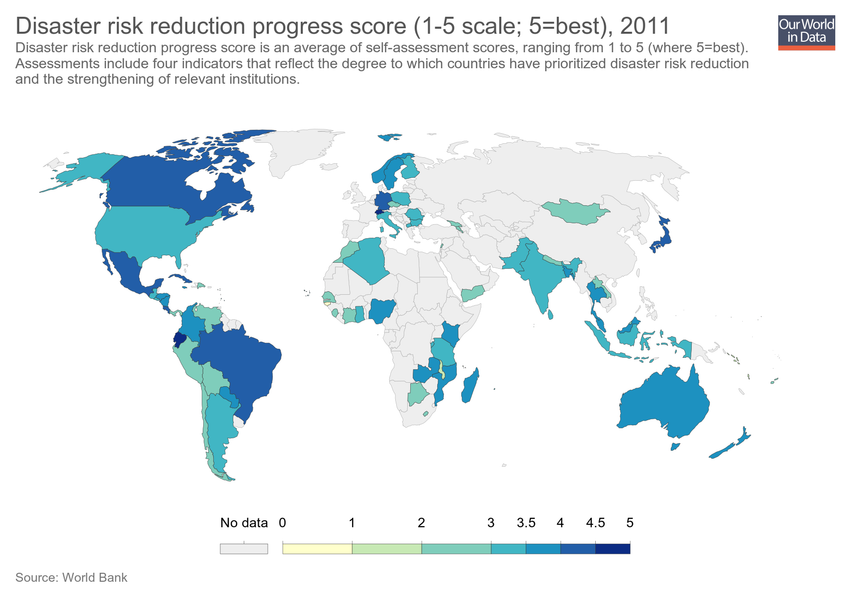 Disaster risk reduction progress score (1-5 scale; 5=best), 2011
Our World
in Data
Disaster risk reduction progress score is an average of self-assessment scores, ranging from 1 to 5 (where 5=best).
Assessments include four indicators that reflect the degree to which countries have prioritized disaster risk reduction
and the strengthening of relevant institutions.
No data 0 1 2 3 3.5 4 4.5 5
Source: World Bank